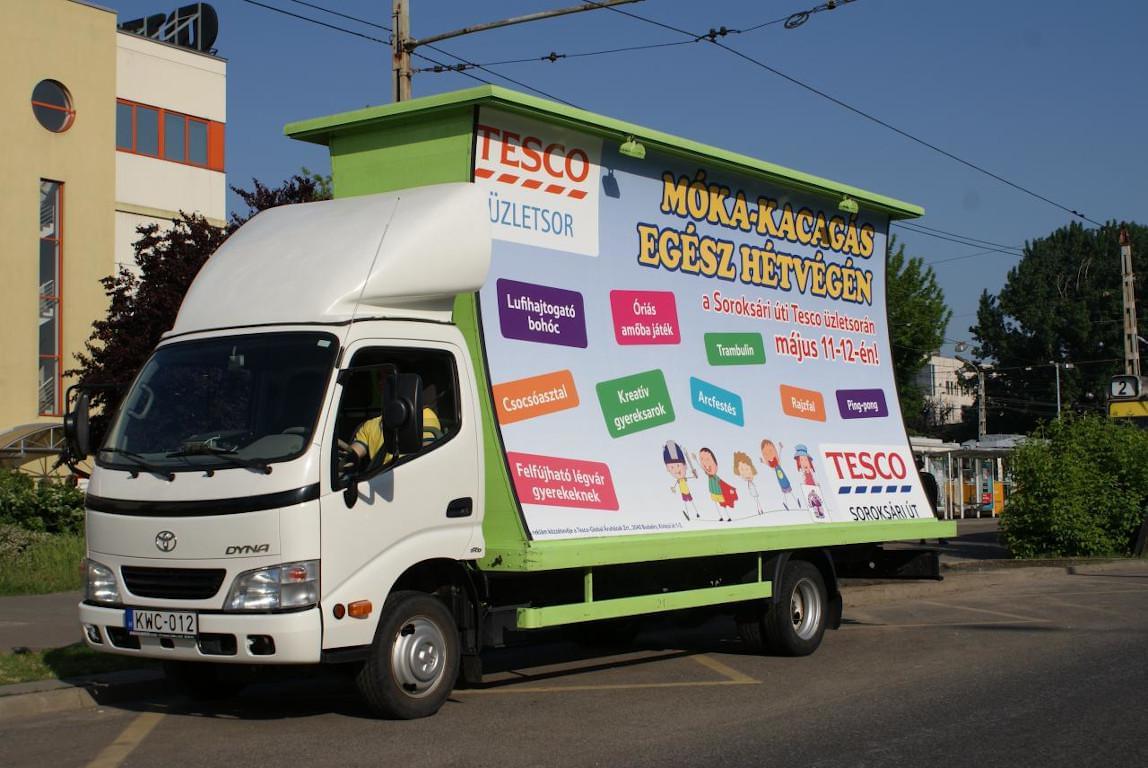 TESCO
ÜZLETSOR
MÓKA-KACAGÁS
EGÉSZ HÉTVÉGÉN
a Soroksári úti Tesco üzletsorán
május 11-12-én!
Lufihajtogató
bohóc
Óriás
amőba játék
Trambulin
Csocsóasztal
Kreatív
gyereksarok
Arcfestés
Rajzfal
Ping-pong
Felfújható légvár
gyerekeknek
TESCO
SOROKSÁRI ÚT
DYNA
KWC-012
2